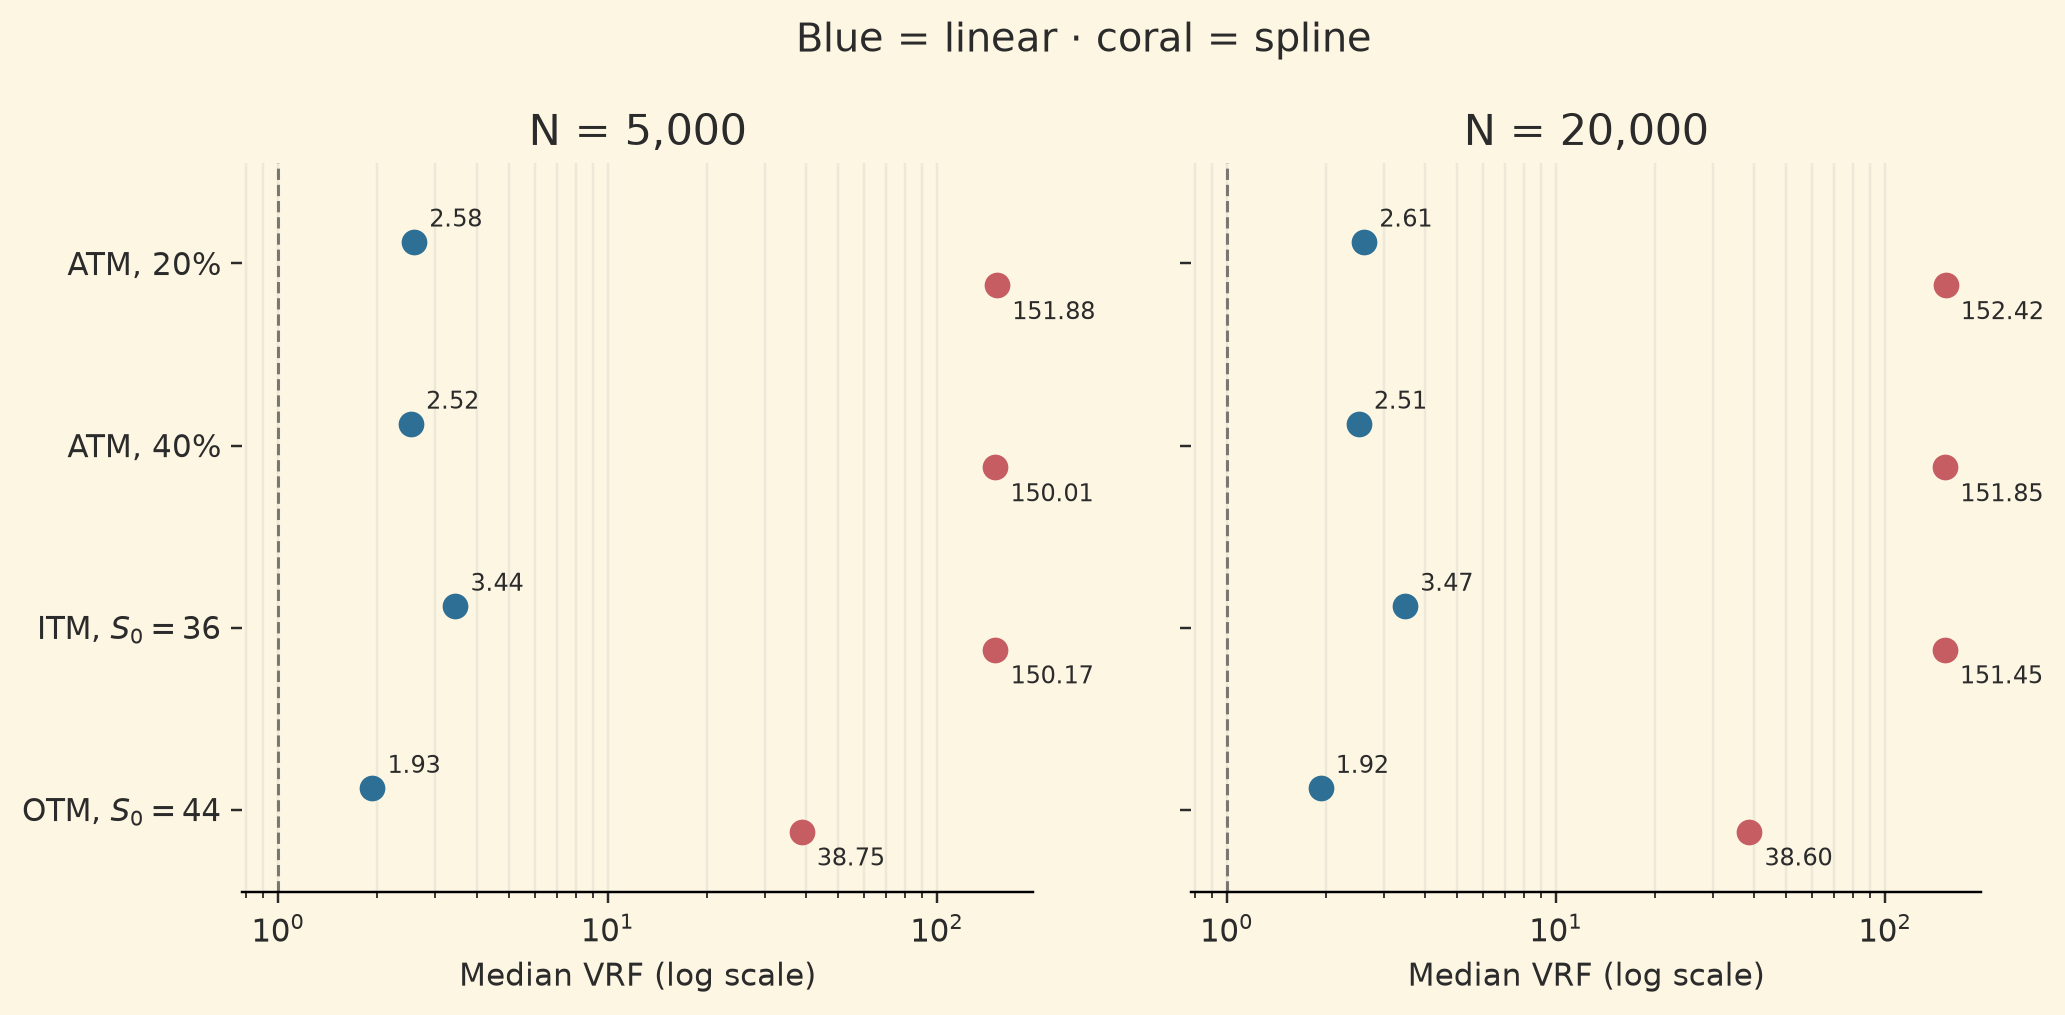 Blue = linear · coral = spline
N = 5,000
N = 20,000
ATM, 20%
ATM, 40%
ITM, S₀ = 36
OTM, S₀ = 44
2.58
151.88
2.52
150.01
3.44
150.17
1.93
38.75
10⁰ 10¹ 10²
Median VRF (log scale)
2.61
152.42
2.51
151.85
3.47
151.45
1.92
38.60
10⁰ 10¹ 10²
Median VRF (log scale)